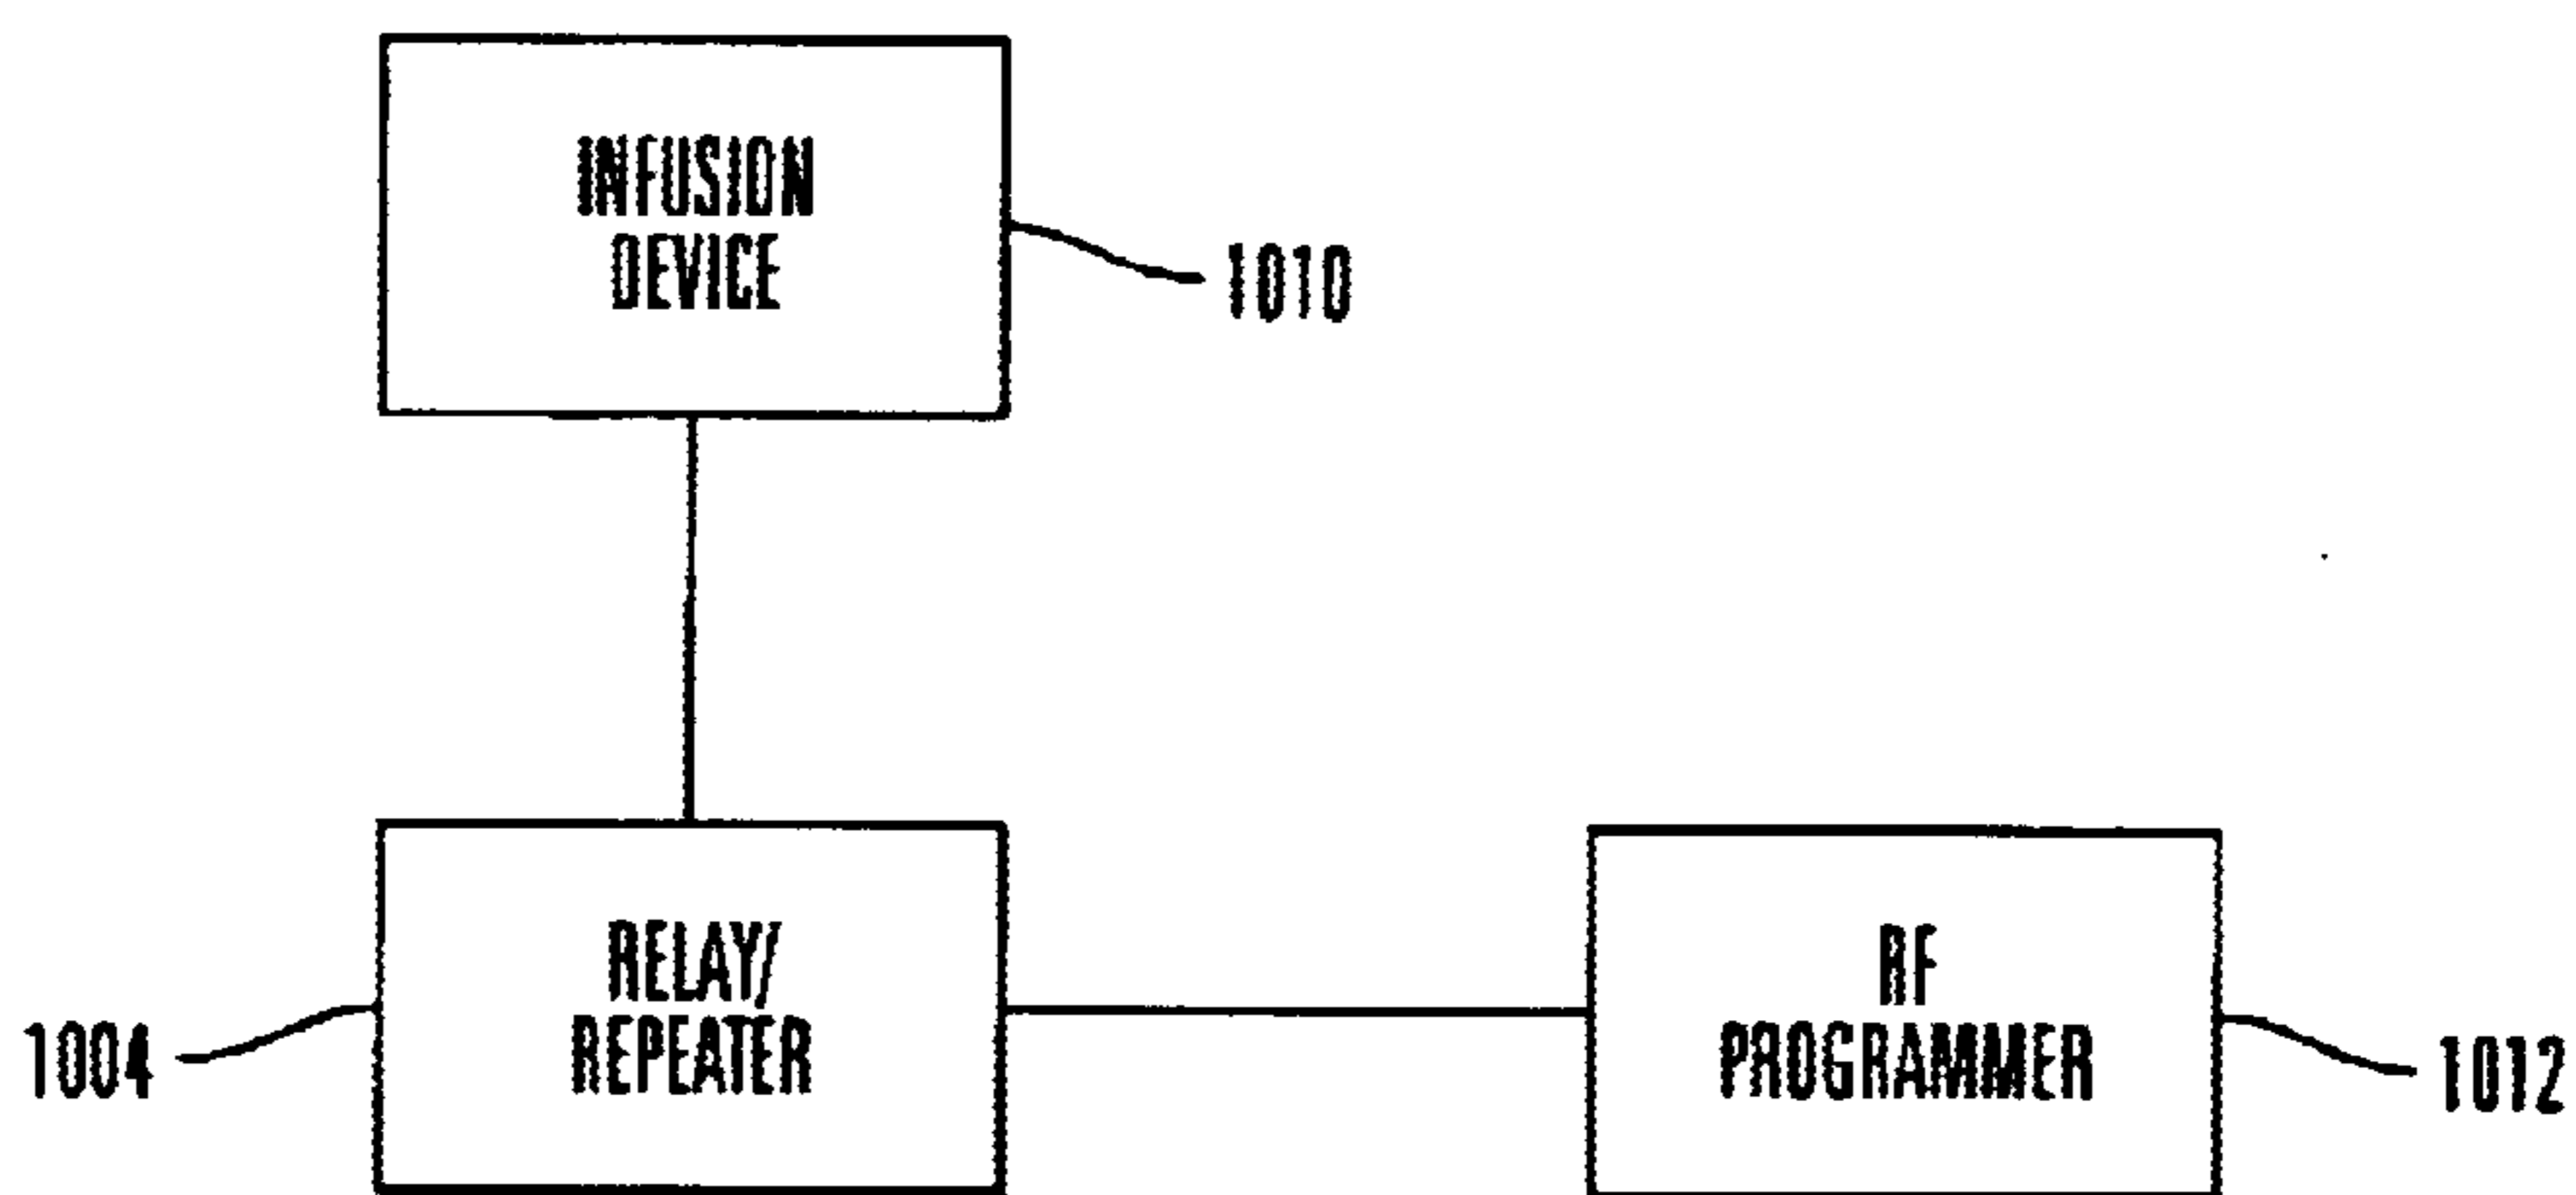 INFUSION
DEVICE
1010
RELAY/
REPEATER
1004
RF
PROGRAMMER
1012